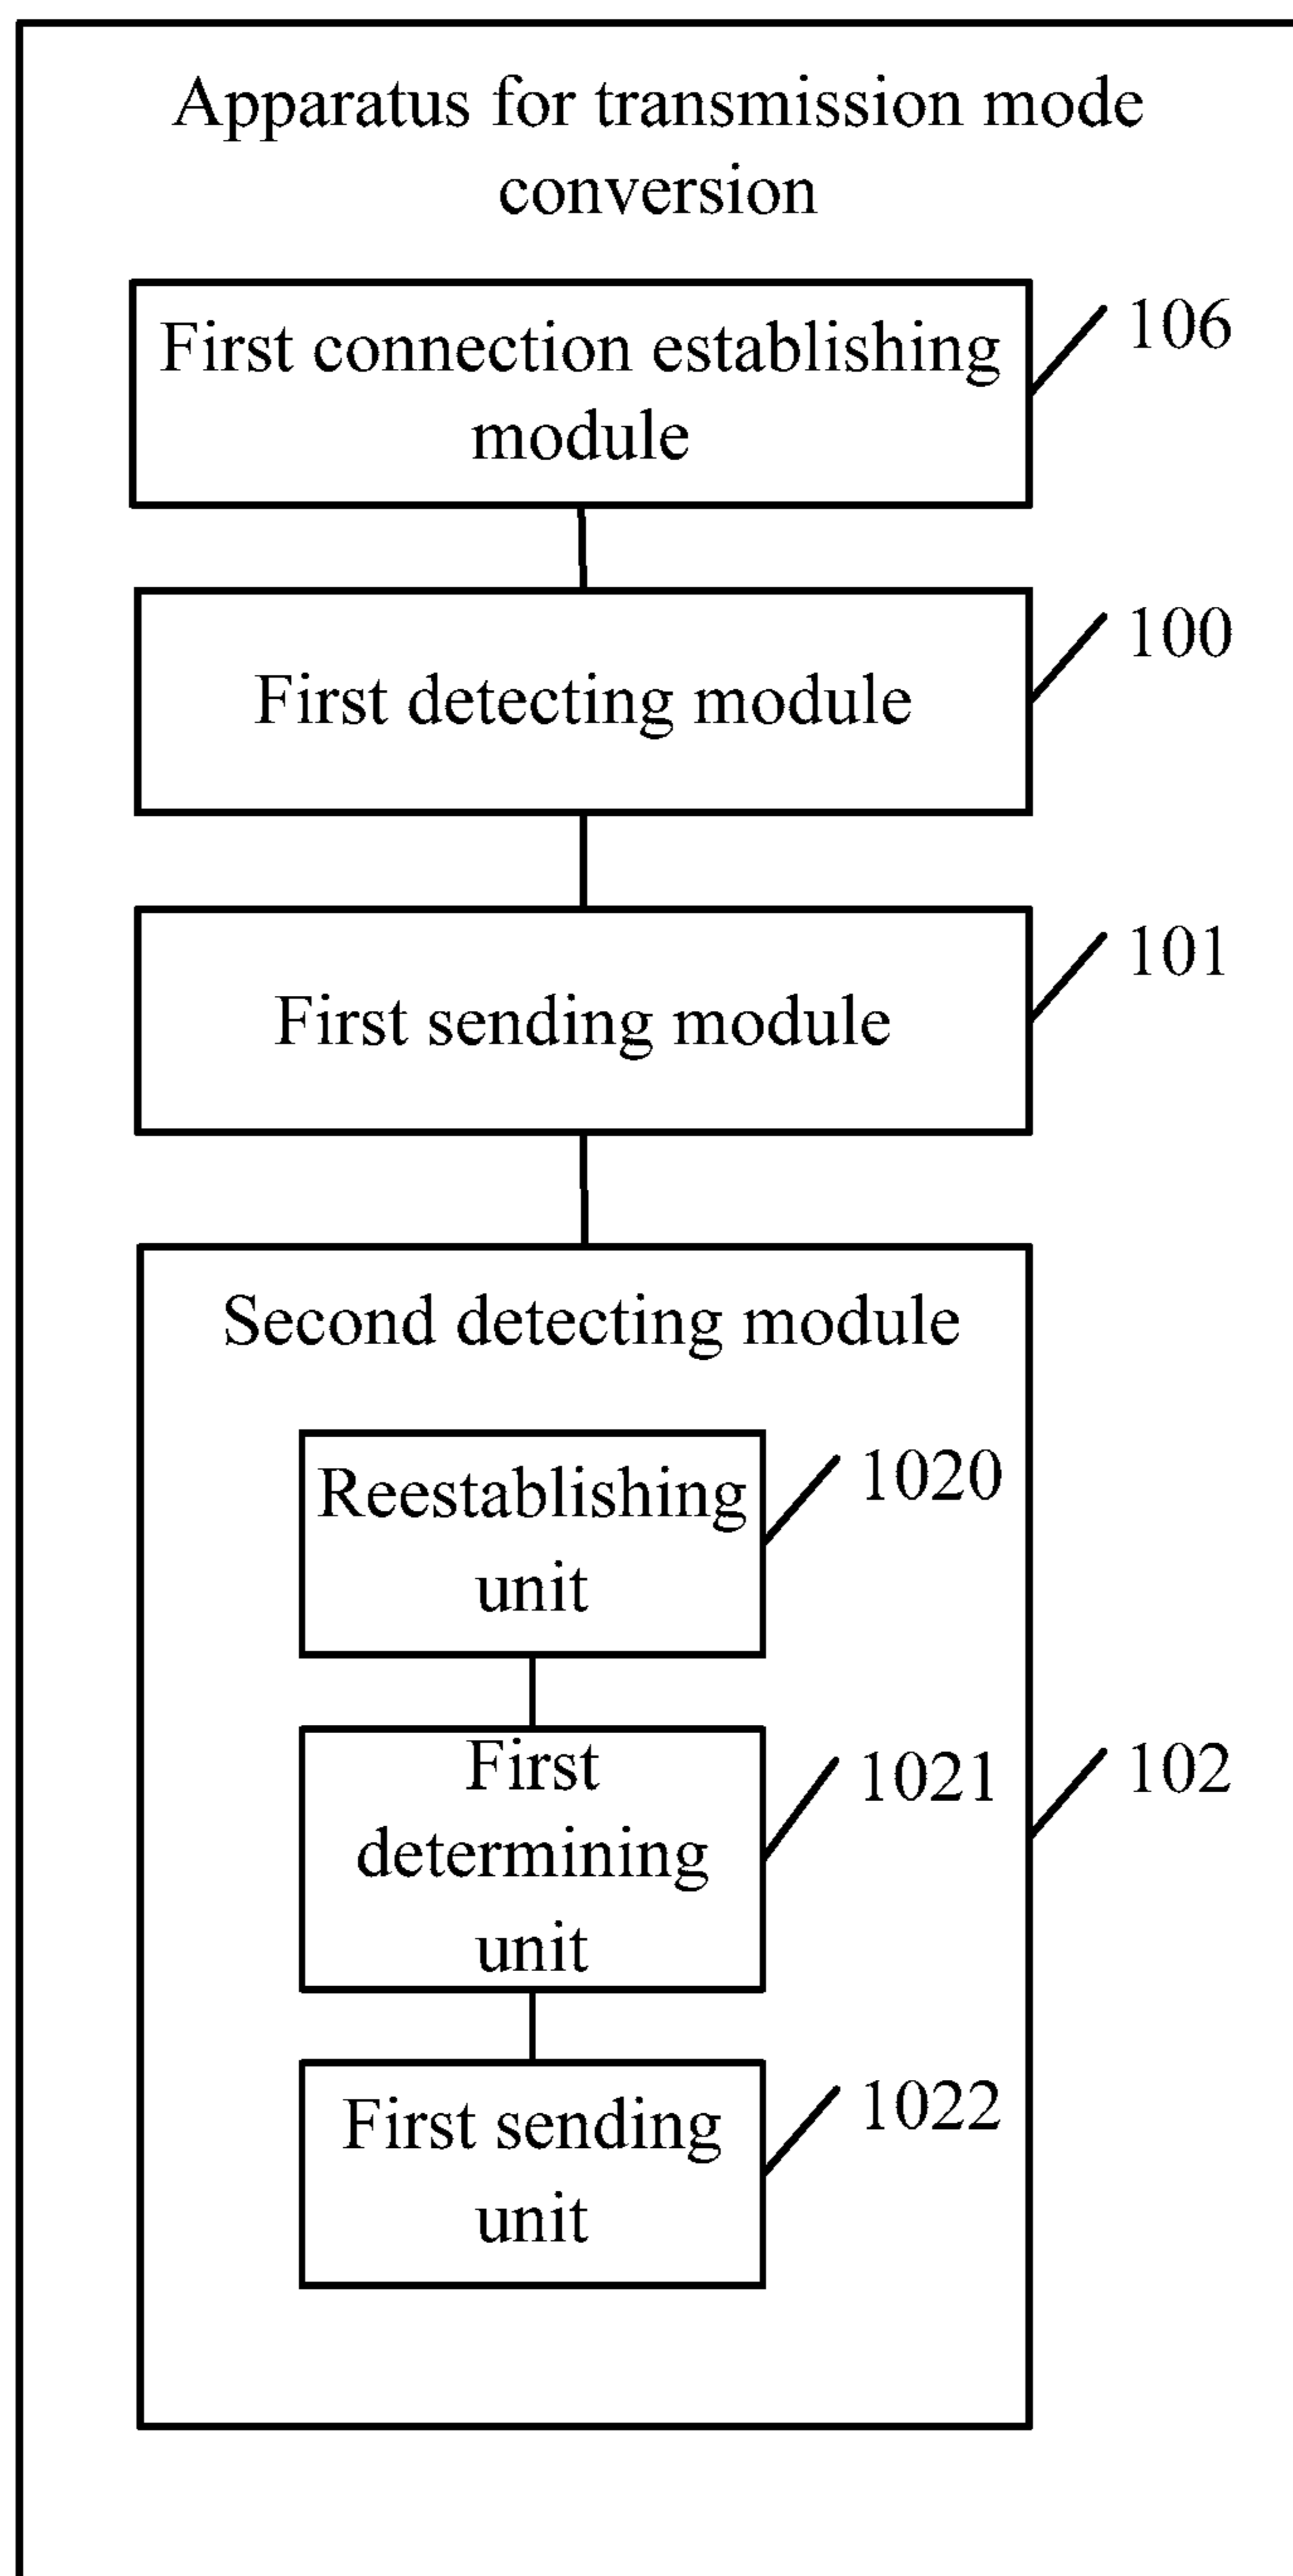 Apparatus for transmission mode
conversion
First connection establishing
module
106
First detecting module
100
First sending module
101
Second detecting module
Reestablishing
unit
1020
First
determining
unit
1021
102
First sending
unit
1022